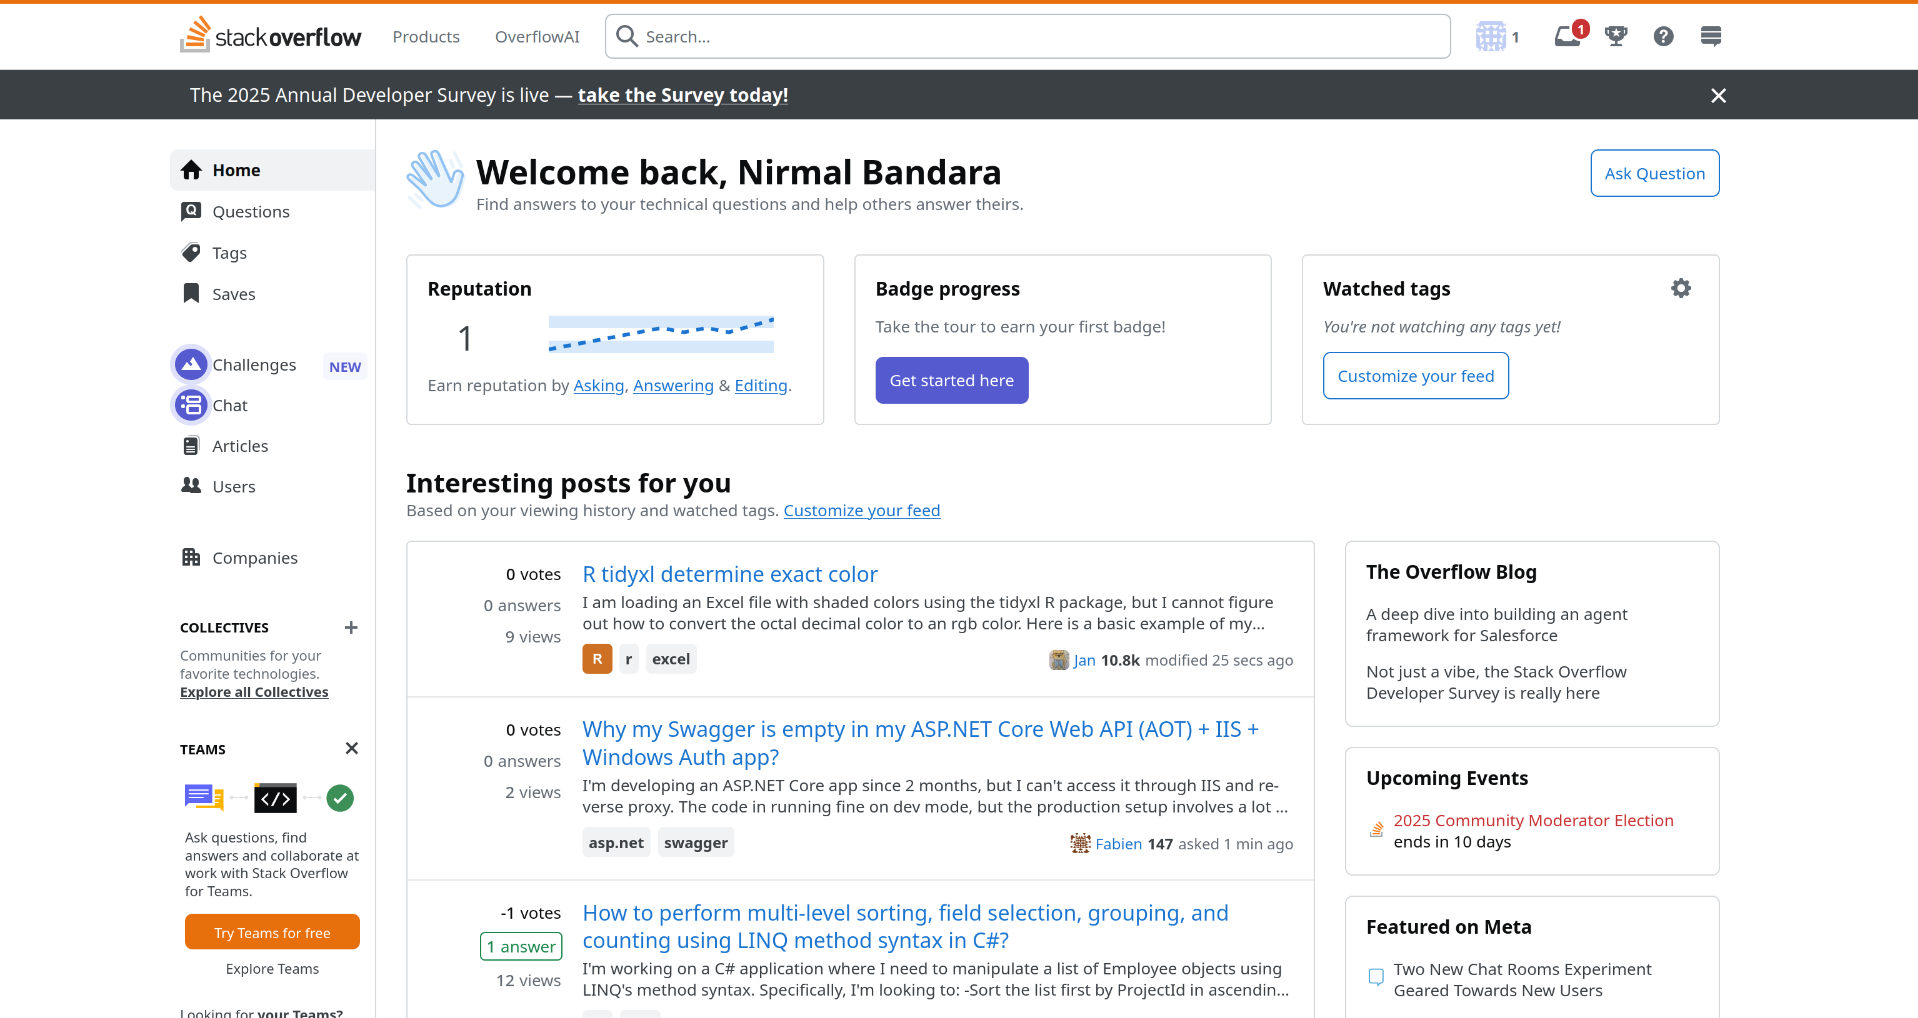 stackoverflow
Products
OverflowAI
Search...
1
1
The 2025 Annual Developer Survey is live — take the Survey today!
Home
Questions
Tags
Saves
Challenges NEW
Chat
Articles
Users
Companies
COLLECTIVES
Communities for your
favorite technologies.
Explore all Collectives
TEAMS
Ask questions, find
answers and collaborate at
work with Stack Overflow
for Teams.
Try Teams for free
Explore Teams
Looking for your Teams?
Welcome back, Nirmal Bandara
Find answers to your technical questions and help others answer theirs.
Ask Question
Reputation
1
Earn reputation by Asking, Answering & Editing.
Badge progress
Take the tour to earn your first badge!
Get started here
Watched tags
You're not watching any tags yet!
Customize your feed
Interesting posts for you
Based on your viewing history and watched tags. Customize your feed
0 votes
0 answers
9 views
R tidyxl determine exact color
I am loading an Excel file with shaded colors using the tidyxl R package, but I cannot figure
out how to convert the octal decimal color to an rgb color. Here is a basic example of my...
R r excel
Jan 10.8k modified 25 secs ago
0 votes
0 answers
2 views
Why my Swagger is empty in my ASP.NET Core Web API (AOT) + IIS +
Windows Auth app?
I'm developing an ASP.NET Core app since 2 months, but I can't access it through IIS and re-
verse proxy. The code in running fine on dev mode, but the production setup involves a lot ...
asp.net swagger
Fabien 147 asked 1 min ago
-1 votes
1 answer
12 views
How to perform multi-level sorting, field selection, grouping, and
counting using LINQ method syntax in C#?
I'm working on a C# application where I need to manipulate a list of Employee objects using
LINQ's method syntax. Specifically, I'm looking to: -Sort the list first by ProjectId in ascendin...
The Overflow Blog
A deep dive into building an agent
framework for Salesforce
Not just a vibe, the Stack Overflow
Developer Survey is really here
Upcoming Events
2025 Community Moderator Election
ends in 10 days
Featured on Meta
Two New Chat Rooms Experiment
Geared Towards New Users